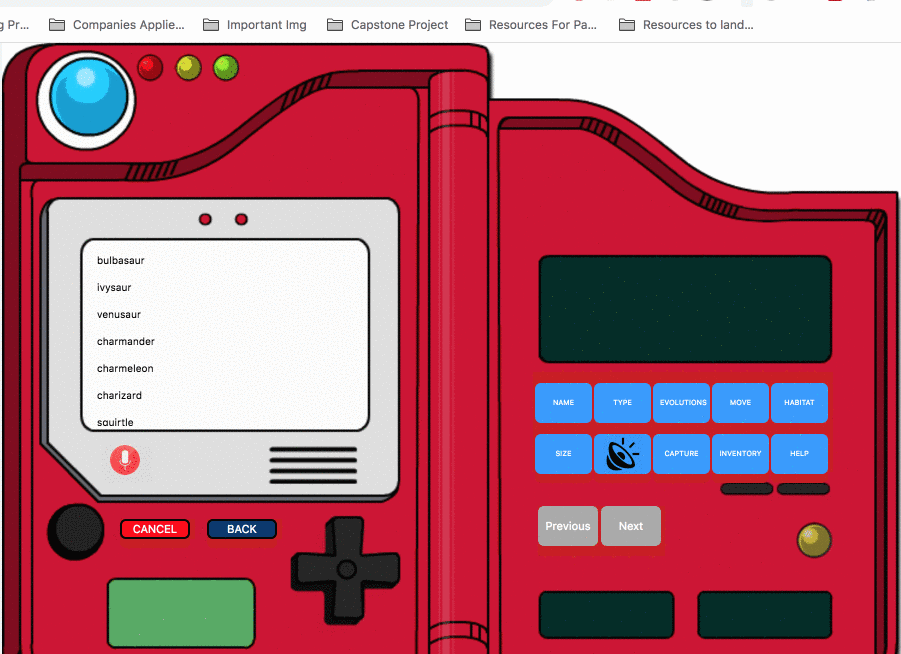 g Pr... Companies Applie... Important Img Capstone Project Resources For Pa... Resources to land...
bulbasaur
ivysaur
venusaur
charmander
charmeleon
charizard
squirtle
CANCEL BACK
NAME TYPE EVOLUTIONS MOVE HABITAT
SIZE CAPTURE INVENTORY HELP
Previous Next